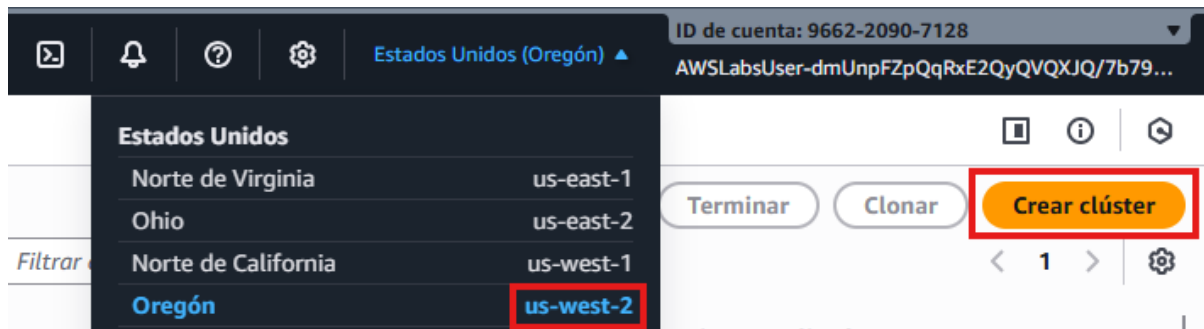 Estados Unidos (Oregón) ▲
ID de cuenta: 9662-2090-7128 ▼
AWSLabsUser-dmUnpFZpQqRxE2QyQVQXJQ/7b79...
Estados Unidos
Norte de Virginia us-east-1
Ohio us-east-2
Norte de California us-west-1
Oregón us-west-2
Terminar Clonar Crear clúster
Filtrar
< 1 >